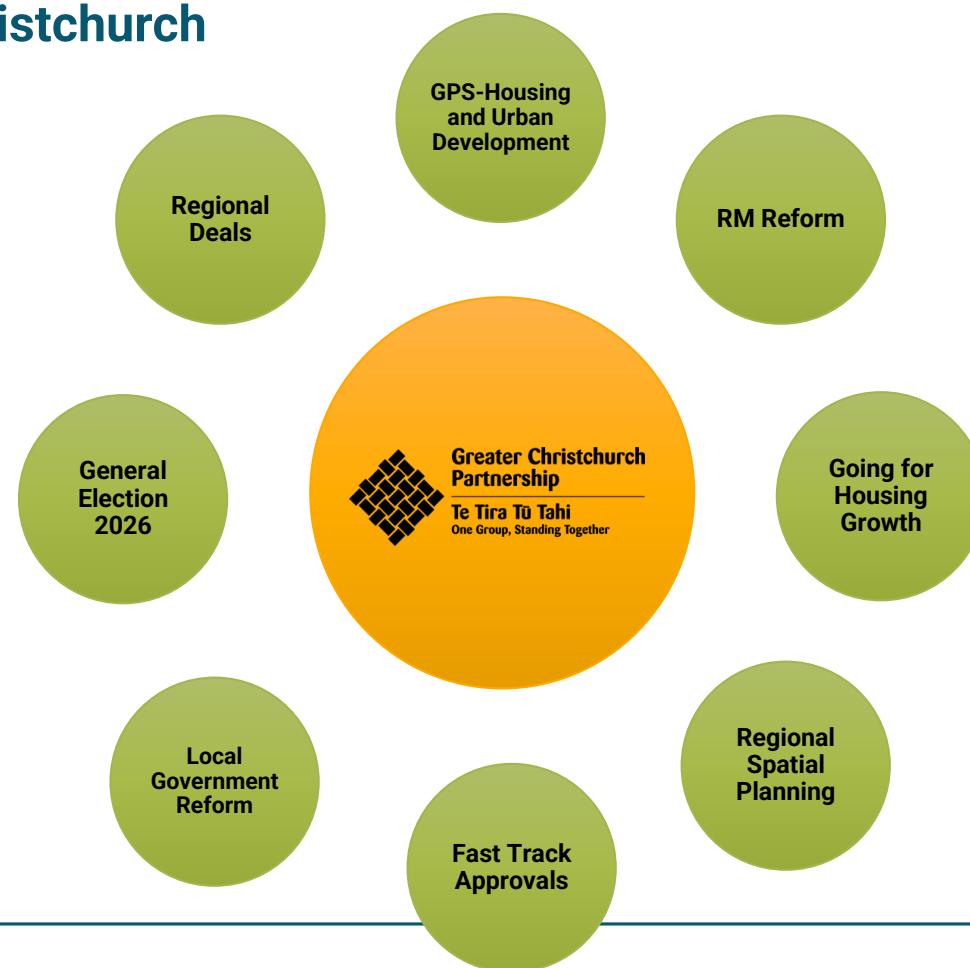 istchurch
GPS-Housing
and Urban
Development
Regional
Deals
RM Reform
Greater Christchurch
Partnership
Te Tira Tū Tahi
One Group, Standing Together
General
Election
2026
Going for
Housing
Growth
Local
Government
Reform
Regional
Spatial
Planning
Fast Track
Approvals